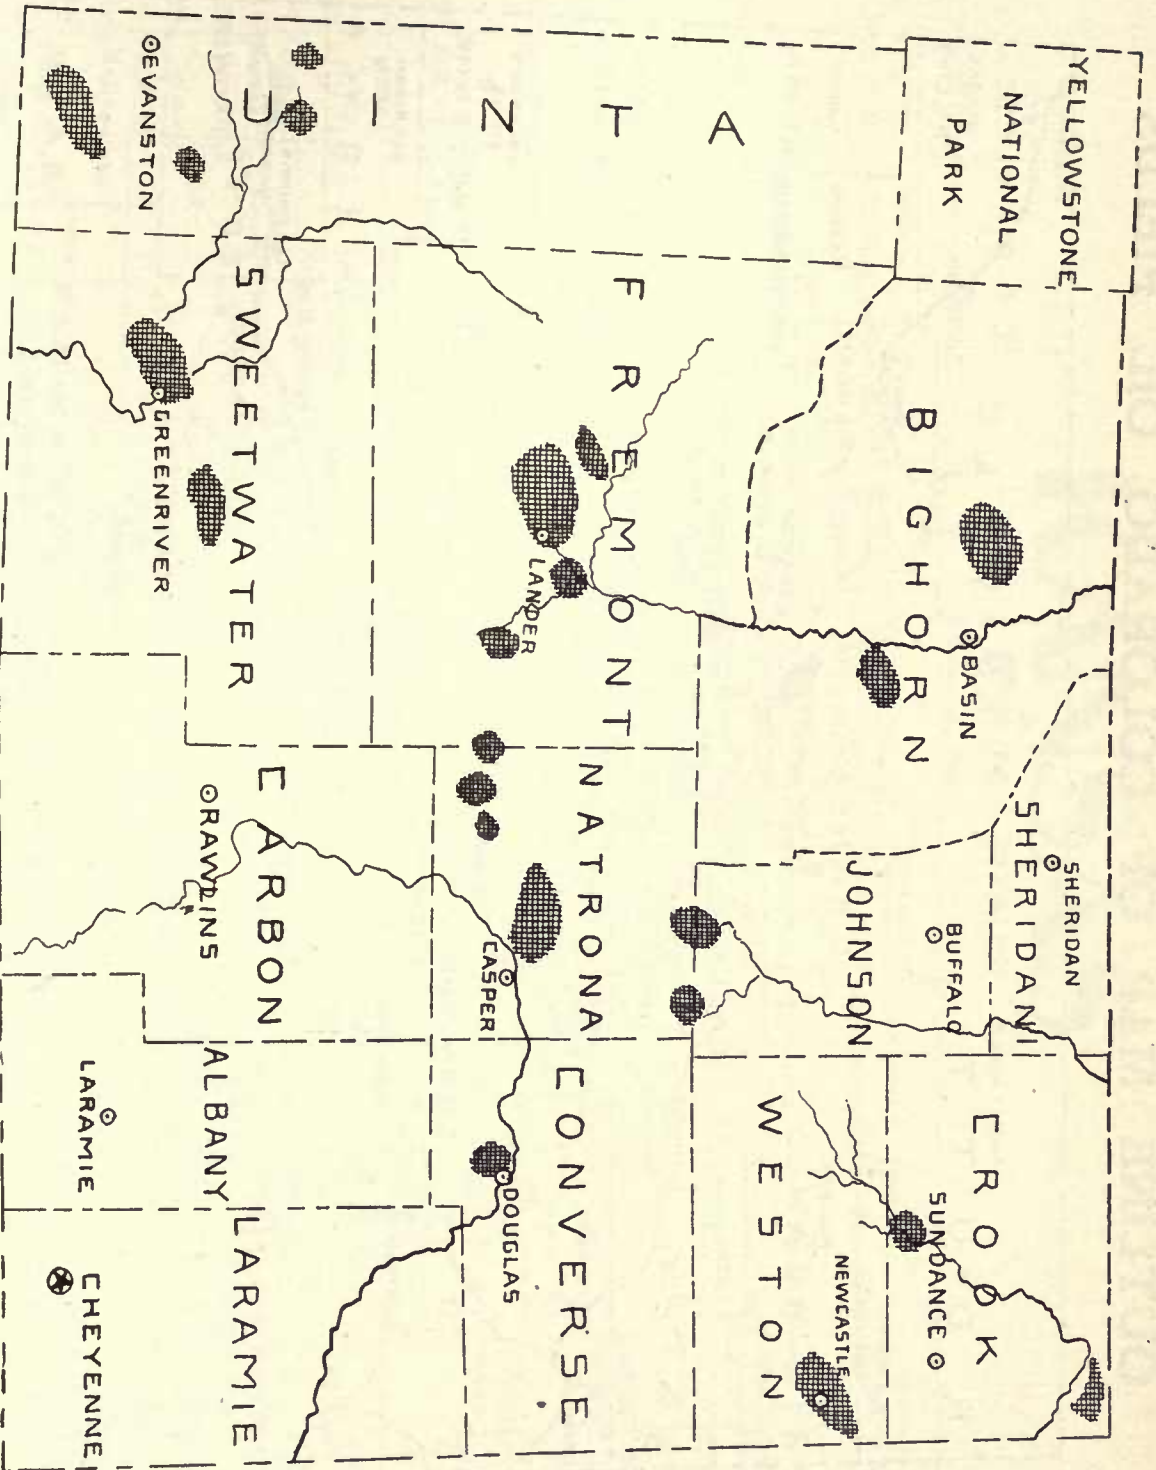 YELLOWSTONE
NATIONAL
PARK
BIGHORN
BASIN
SHERIDAN
SHERIDAN
BUFFALO
JOHNSON
CROOK
SUNDANCE
NEWCASTLE
WESTON
UINTA
EVANSTON
FREMONT
LANDER
NATRONA
CASPER
CONVERSE
DOUGLAS
SWEETWATER
GREENRIVER
CARBON
RAWLINS
ALBANY
LARAMIE
LARAMIE
CHEYENNE